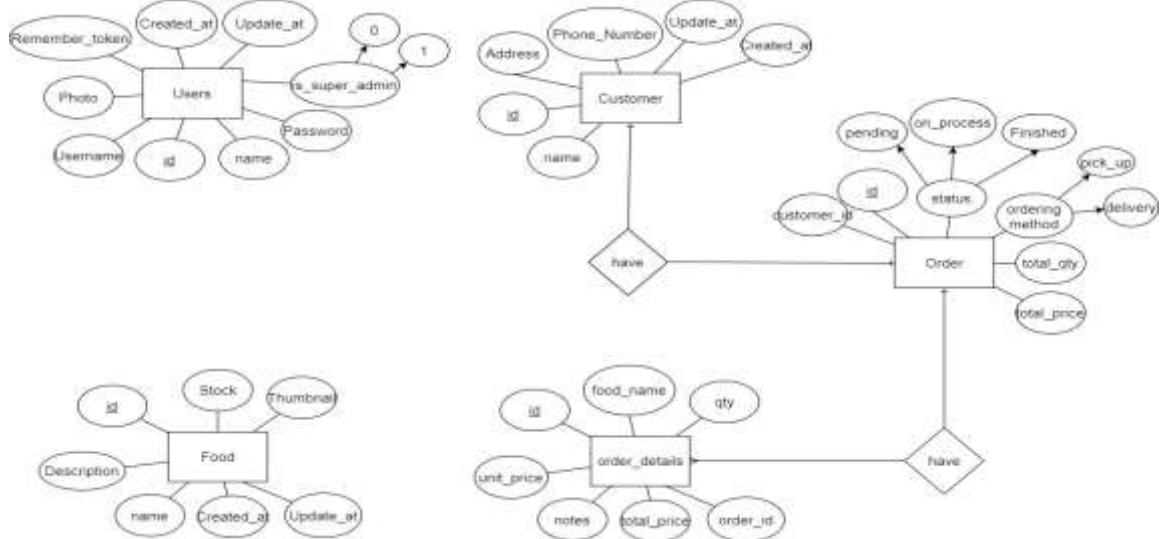 Remember_token
Created_at
Update_at
0
1
is_super_admin
Users
Photo
Username
id
name
Password
Address
Phone_Number
Update_at
Created_at
Customer
id
name
pending
on_process
Finished
pick_up
delivery
customer_id
id
status
ordering
method
have
Order
total_qty
total_price
id
Stock
Thumbnail
Food
Description
name
Created_at
Update_at
id
food_name
qty
order_details
unit_price
notes
total_price
order_id
have